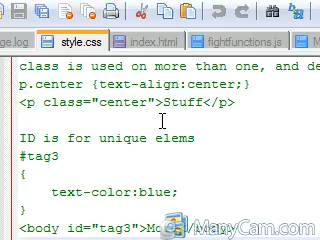 ge.log style.css index.html fightfunctions.js M
class is used on more than one, and de
p.center {text-align:center;}
<p class="center">Stuff</p>
ID is for unique elems
#tag3
{
text-color:blue;
}
<body id="tag3">Mo
ManyCam.com